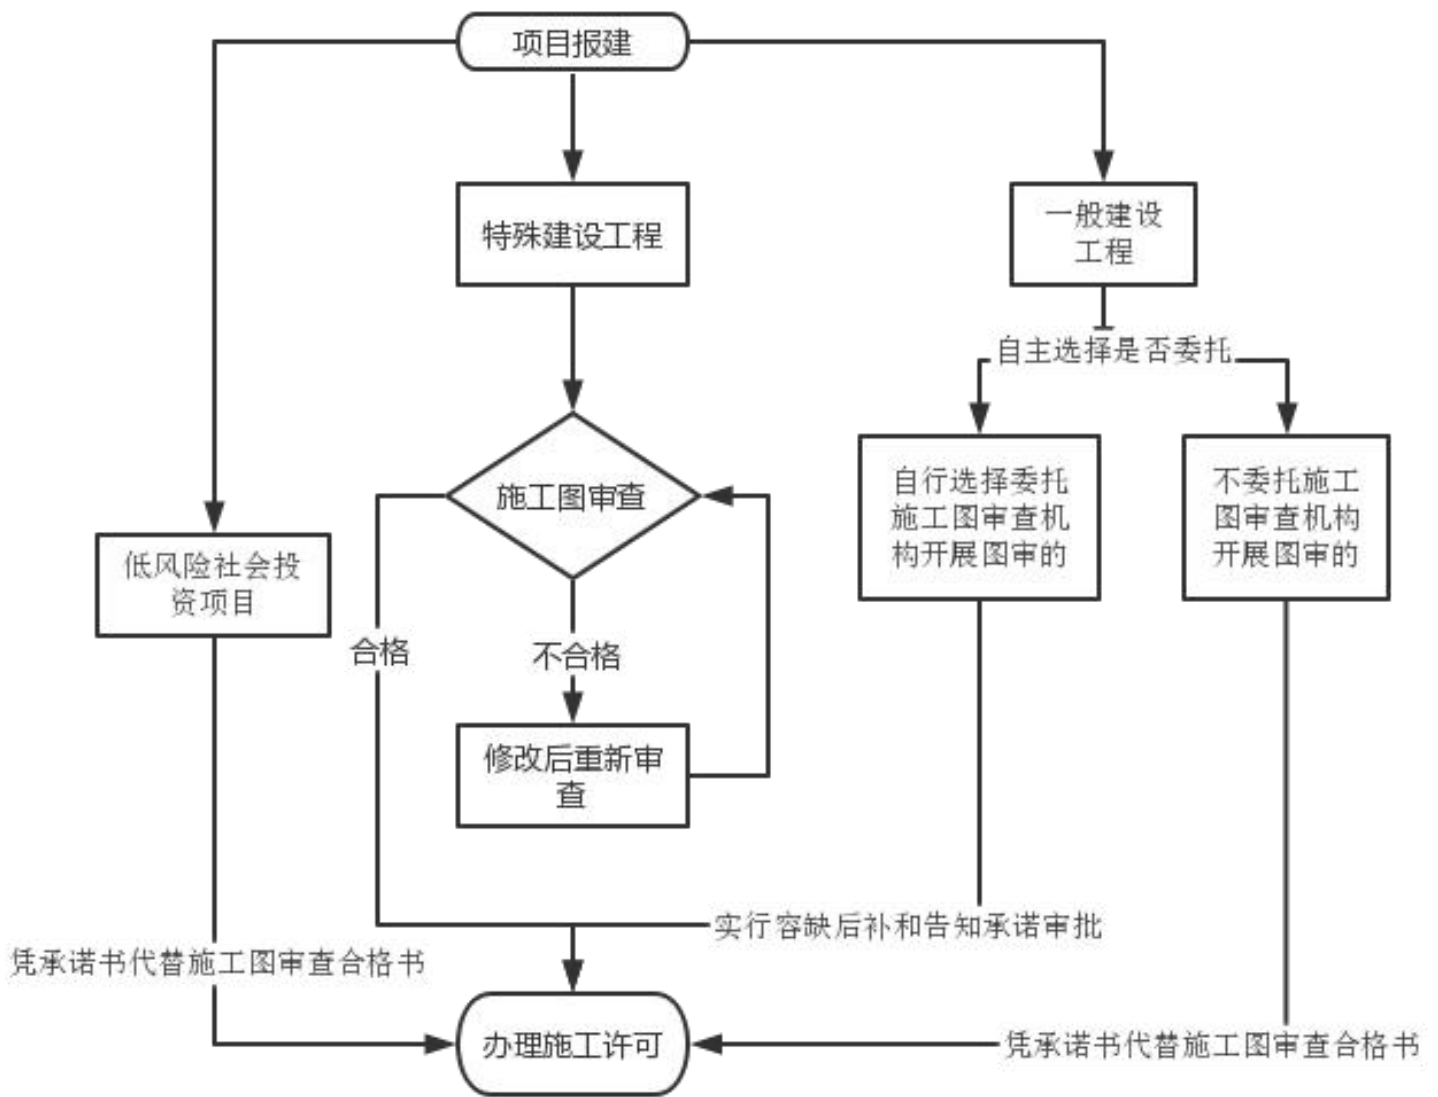 项目报建
特殊建设工程
一般建设
工程
自主选择是否委托
施工图审查
自行选择委托
施工图审查机
构开展图审的
不委托施工
图审查机构
开展图审的
低风险社会投
资项目
合格
不合格
修改后重新审
查
实行容缺后补和告知承诺审批
凭承诺书代替施工图审查合格书
办理施工许可
凭承诺书代替施工图审查合格书